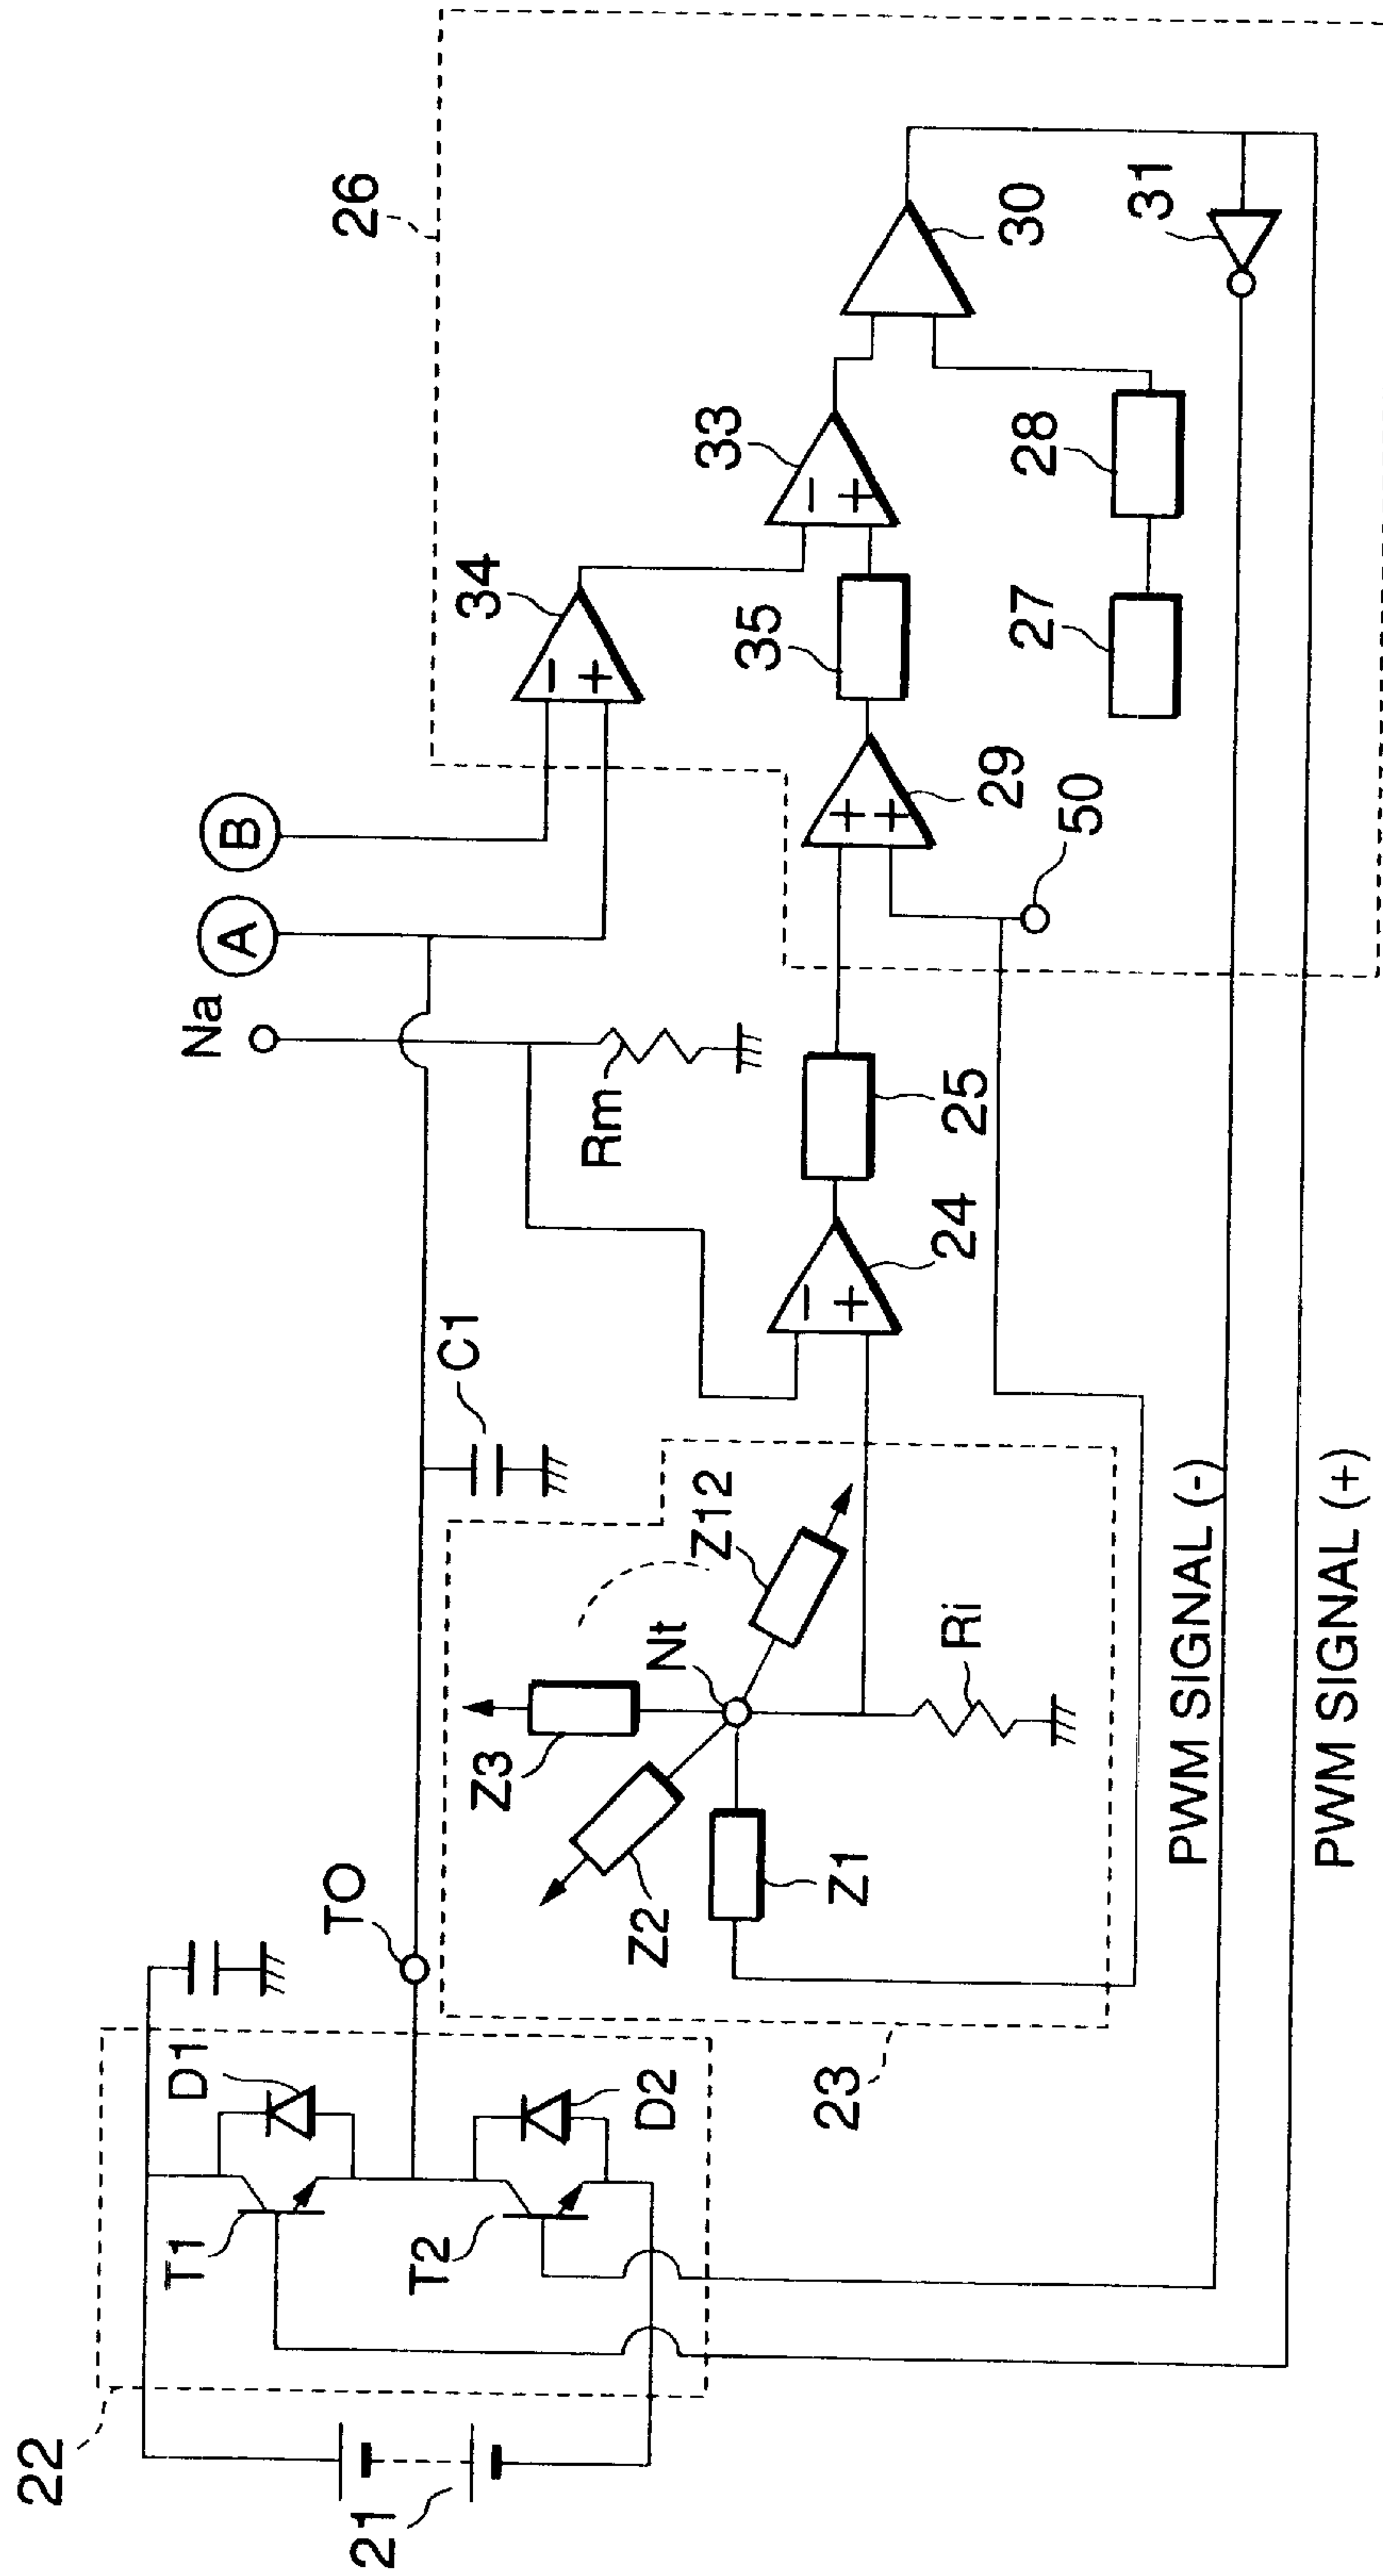 26
Na
A
B
34
33
30
31
35
28
27
29
50
25
24
Rm
C1
TO
Z12
Nt
Z3
Z2
Z1
Ri
23
22
D1
T1
D2
T2
21
PWM SIGNAL (-)
PWM SIGNAL (+)
−
+
−
+
+
+
−
+